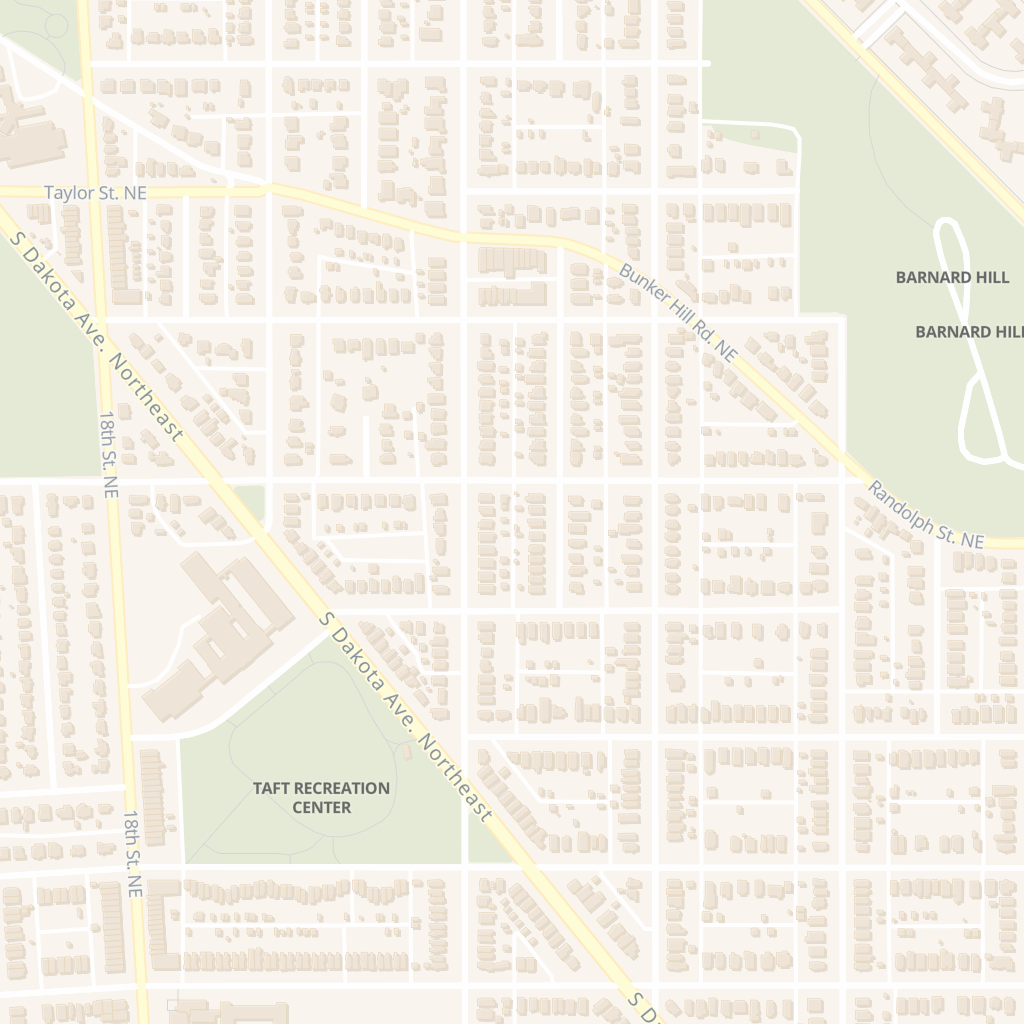 Taylor St. NE
S Dakota Ave. Northeast
Bunker Hill Rd. NE
BARNARD HILL
BARNARD HILL
18th St. NE
Randolph St. NE
S Dakota Ave. Northeast
TAFT RECREATION
CENTER
18th St. NE
S Da